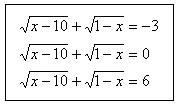 √(x−10) + √(1−x) = −3
√(x−10) + √(1−x) = 0
√(x−10) + √(1−x) = 6